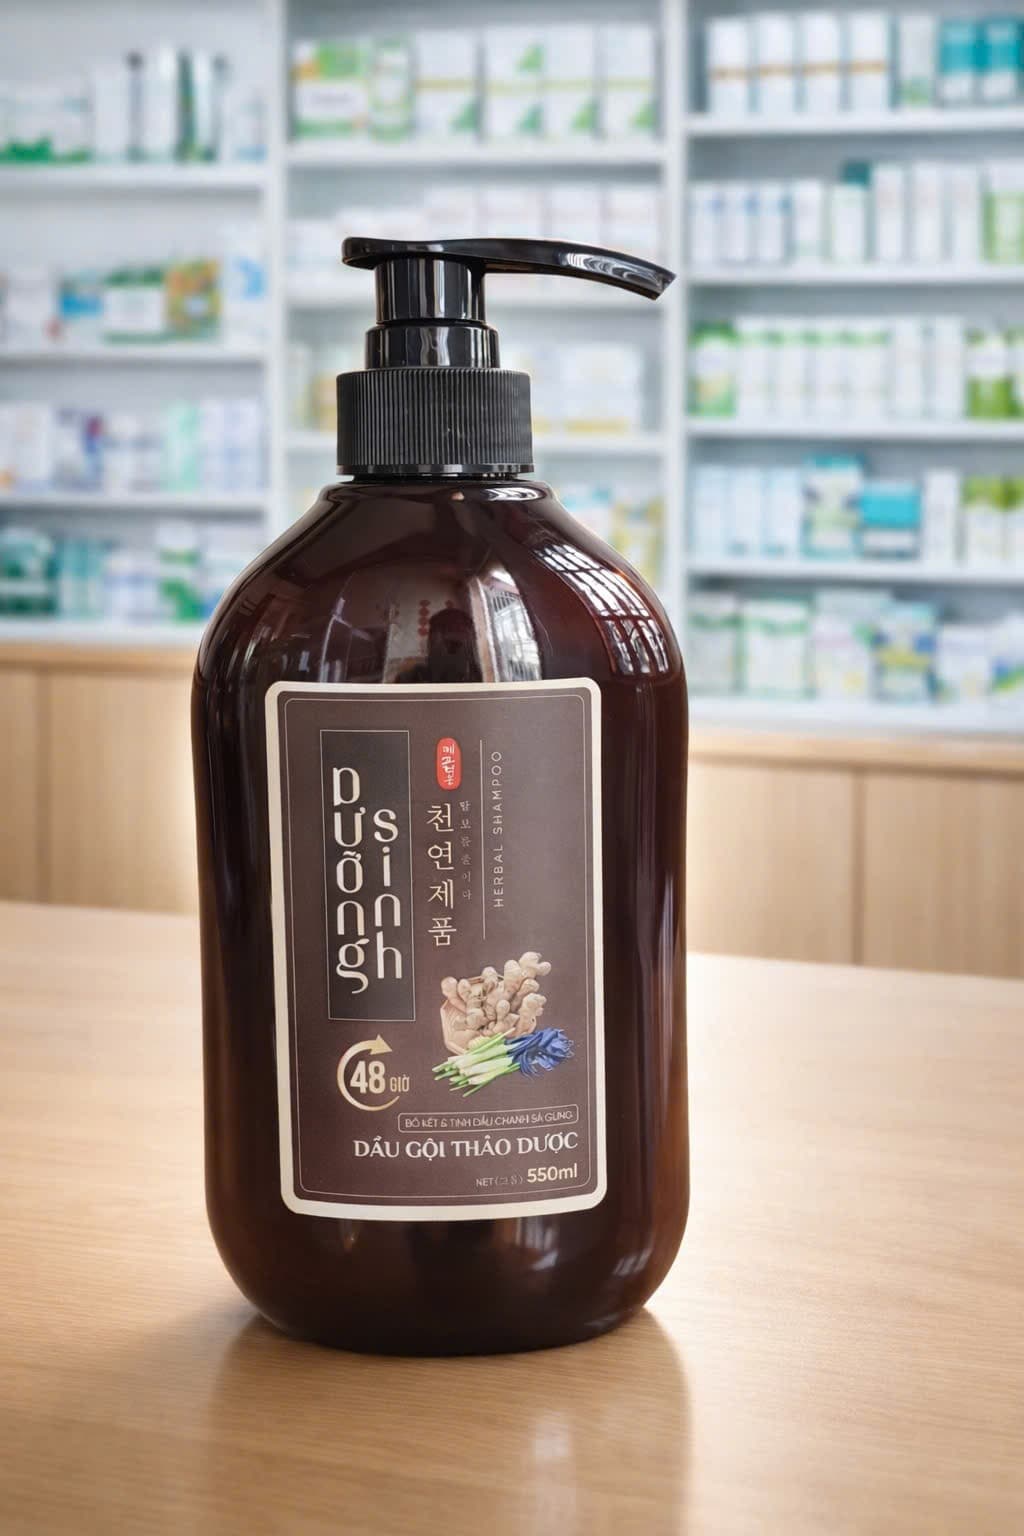 Dưỡng
sinh
천연제품
HERBAL SHAMPOO
48 GIỜ
BỒ KẾT & TINH DẦU CHANH SẢ GỪNG
DẦU GỘI THẢO DƯỢC
NET 550ml